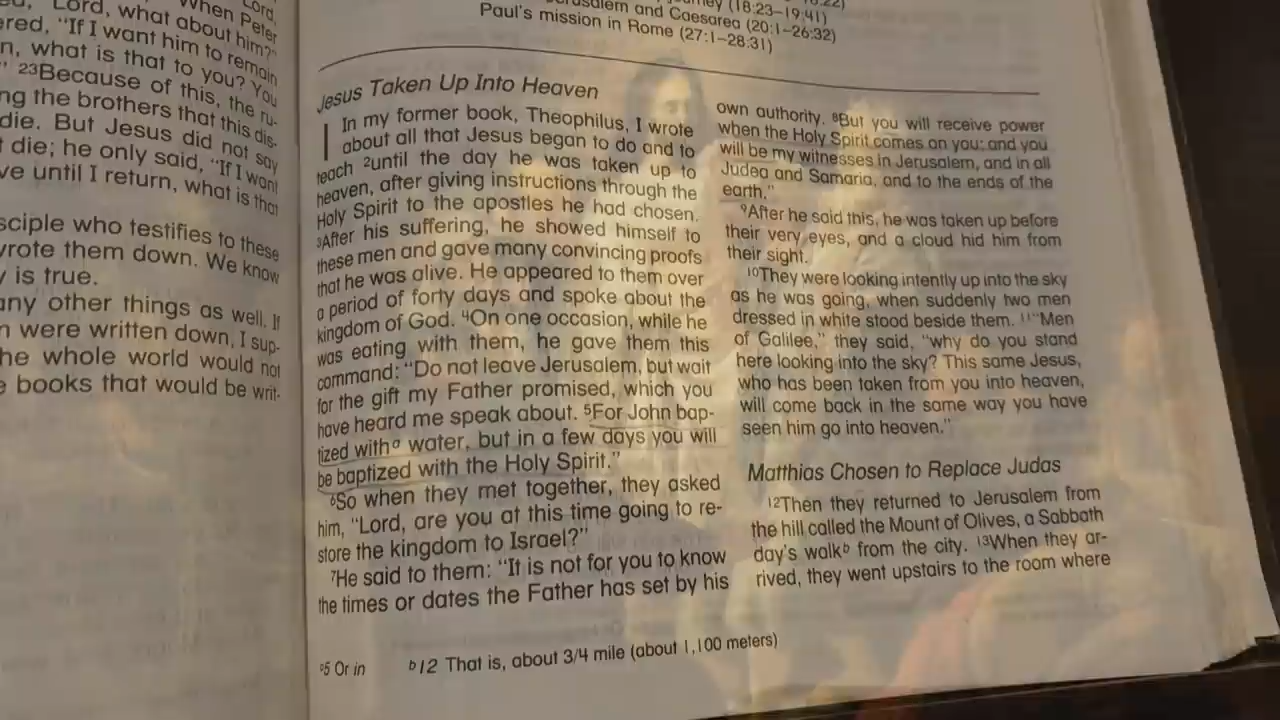 Lord,
Lord, what about him?"
When Peter
ered, "If I want him to remain
n, what is that to you? You
" 23Because of this, the ru-
ng the brothers that this dis-
die. But Jesus did not say
t die; he only said, "If I want
ve until I return, what is that
sciple who testifies to these
wrote them down. We know
y is true.
any other things as well. If
n were written down, I sup-
he whole world would not
e books that would be writ-
(18:23–19:41)
Jerusalem and Caesarea (20:1–26:32)
Paul's mission in Rome (27:1–28:31)
Jesus Taken Up Into Heaven
1 In my former book, Theophilus, I wrote
about all that Jesus began to do and to
teach 2until the day he was taken up to
heaven, after giving instructions through the
Holy Spirit to the apostles he had chosen.
3After his suffering, he showed himself to
these men and gave many convincing proofs
that he was alive. He appeared to them over
a period of forty days and spoke about the
kingdom of God. 4On one occasion, while he
was eating with them, he gave them this
command: "Do not leave Jerusalem, but wait
for the gift my Father promised, which you
have heard me speak about. 5For John bap-
tized witha water, but in a few days you will
be baptized with the Holy Spirit."
6So when they met together, they asked
him, "Lord, are you at this time going to re-
store the kingdom to Israel?"
7He said to them: "It is not for you to know
the times or dates the Father has set by his
own authority. 8But you will receive power
when the Holy Spirit comes on you; and you
will be my witnesses in Jerusalem, and in all
Judea and Samaria, and to the ends of the
earth."
9After he said this, he was taken up before
their very eyes, and a cloud hid him from
their sight.
10They were looking intently up into the sky
as he was going, when suddenly two men
dressed in white stood beside them. 11"Men
of Galilee," they said, "why do you stand
here looking into the sky? This same Jesus,
who has been taken from you into heaven,
will come back in the same way you have
seen him go into heaven."
Matthias Chosen to Replace Judas
12Then they returned to Jerusalem from
the hill called the Mount of Olives, a Sabbath
day's walkb from the city. 13When they ar-
rived, they went upstairs to the room where
a5 Or in
b12 That is, about 3/4 mile (about 1,100 meters)